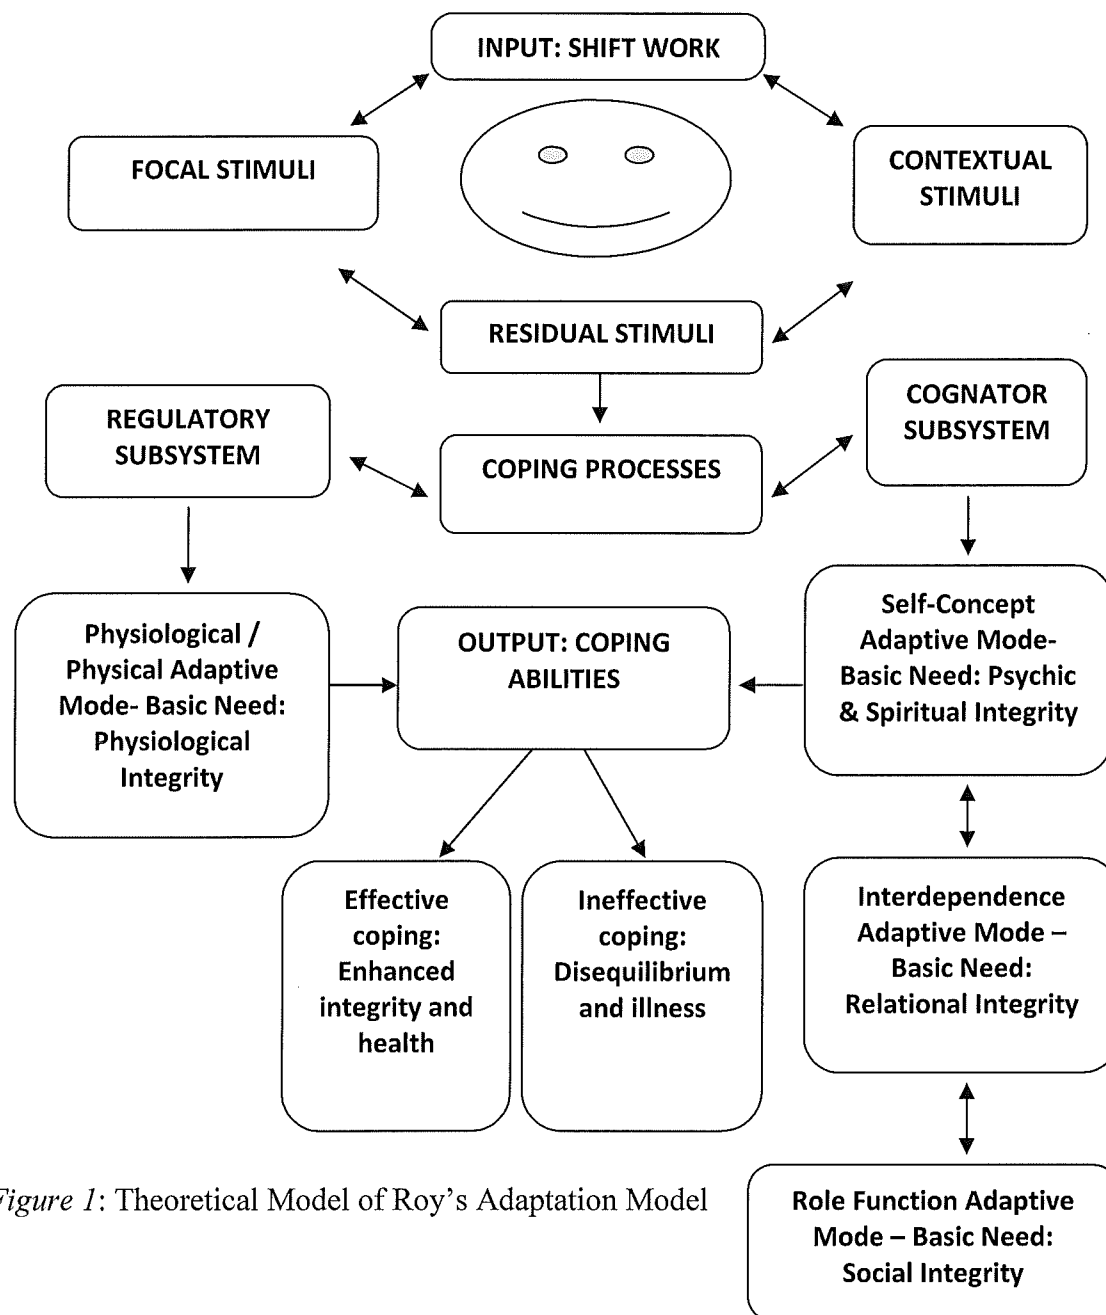 INPUT: SHIFT WORK
FOCAL STIMULI
CONTEXTUAL
STIMULI
RESIDUAL STIMULI
REGULATORY
SUBSYSTEM
COPING PROCESSES
COGNATOR
SUBSYSTEM
Physiological /
Physical Adaptive
Mode- Basic Need:
Physiological
Integrity
OUTPUT: COPING
ABILITIES
Self-Concept
Adaptive Mode-
Basic Need: Psychic
& Spiritual Integrity
Effective
coping:
Enhanced
integrity and
health
Ineffective
coping:
Disequilibrium
and illness
Interdependence
Adaptive Mode –
Basic Need:
Relational Integrity
Role Function Adaptive
Mode – Basic Need:
Social Integrity
Figure 1: Theoretical Model of Roy's Adaptation Model